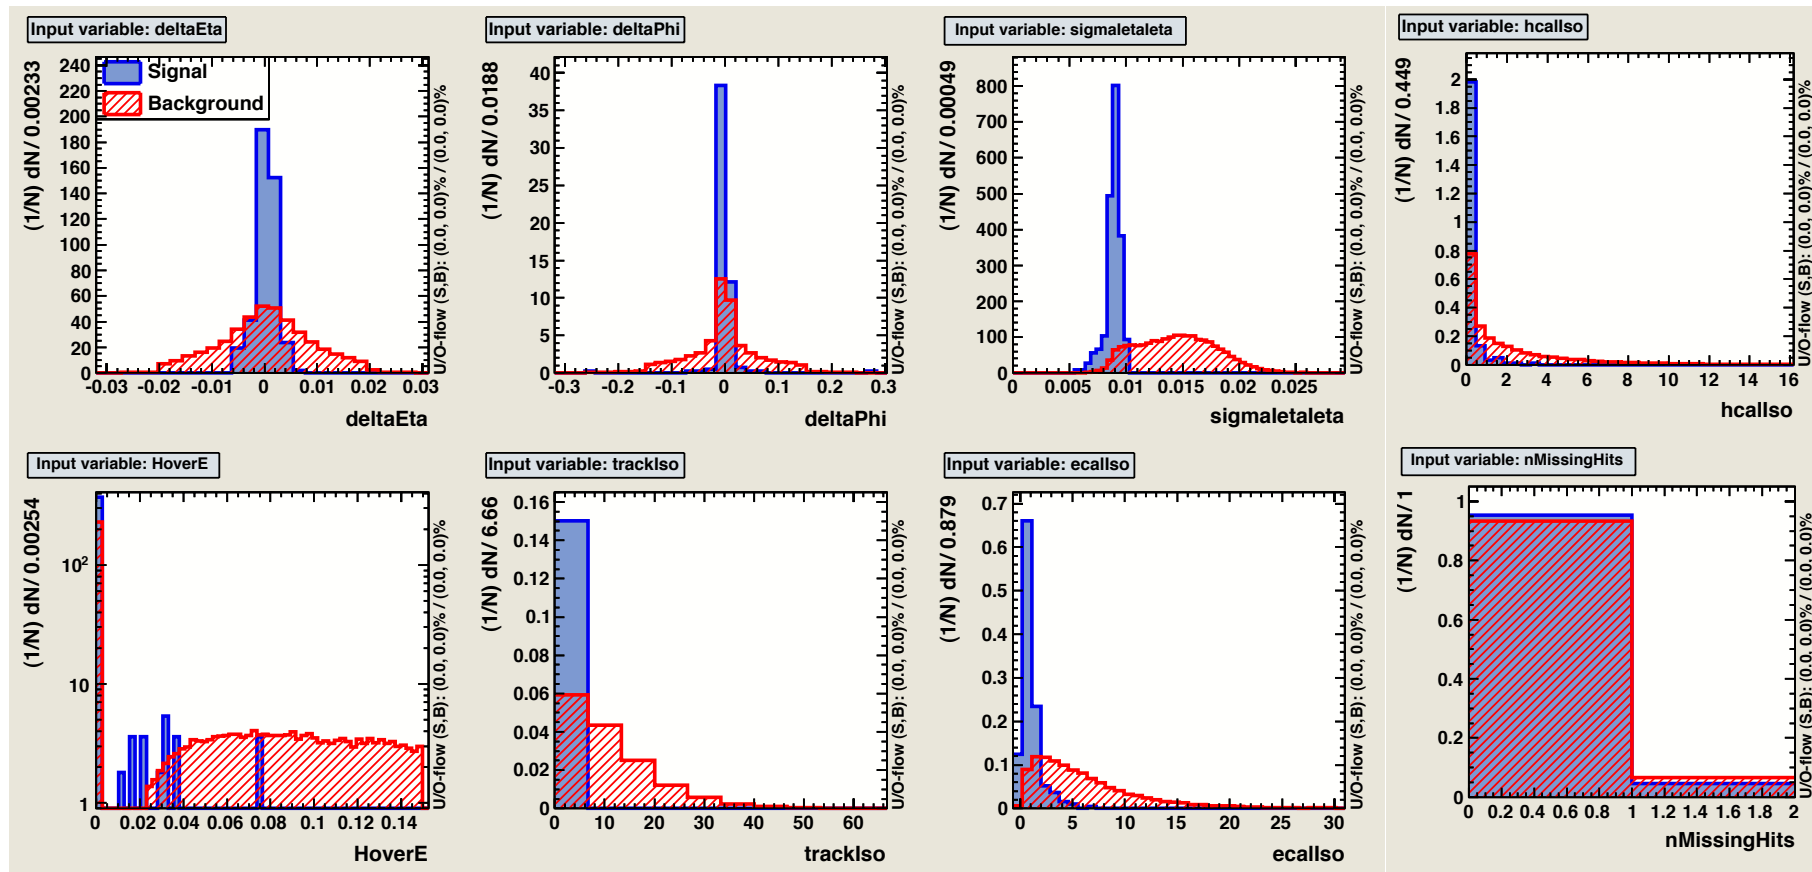 Input variable: deltaEta
(1/N) dN/ 0.00233
240
220
200
180
160
140
120
100
80
60
40
20
0
Signal
Background
-0.03 -0.02 -0.01 0 0.01 0.02 0.03
deltaEta
U/O-flow (S,B): (0.0, 0.0)% / (0.0, 0.0)%
Input variable: deltaPhi
(1/N) dN/ 0.0188
40
35
30
25
20
15
10
5
0
-0.3 -0.2 -0.1 0 0.1 0.2 0.3
deltaPhi
U/O-flow (S,B): (0.0, 0.0)% / (0.0, 0.0)%
Input variable: sigmaIetaIeta
(1/N) dN/ 0.00049
800
700
600
500
400
300
200
100
0
0 0.005 0.01 0.015 0.02 0.025
sigmaIetaIeta
U/O-flow (S,B): (0.0, 0.0)% / (0.0, 0.0)%
Input variable: hcalIso
(1/N) dN/ 0.449
2
1.8
1.6
1.4
1.2
1
0.8
0.6
0.4
0.2
0
0 2 4 6 8 10 12 14 16
hcalIso
U/O-flow (S,B): (0.0, 0.0)% / (0.0, 0.0)%
Input variable: HoverE
(1/N) dN/ 0.00254
10²
10
1
0 0.02 0.04 0.06 0.08 0.1 0.12 0.14
HoverE
U/O-flow (S,B): (0.0, 0.0)% / (0.0, 0.0)%
Input variable: trackIso
(1/N) dN/ 6.66
0.16
0.14
0.12
0.1
0.08
0.06
0.04
0.02
0
0 10 20 30 40 50 60
trackIso
U/O-flow (S,B): (0.0, 0.0)% / (0.0, 0.0)%
Input variable: ecalIso
(1/N) dN/ 0.879
0.7
0.6
0.5
0.4
0.3
0.2
0.1
0
0 5 10 15 20 25 30
ecalIso
U/O-flow (S,B): (0.0, 0.0)% / (0.0, 0.0)%
Input variable: nMissingHits
(1/N) dN/ 1
1
0.8
0.6
0.4
0.2
0
0 0.2 0.4 0.6 0.8 1 1.2 1.4 1.6 1.8 2
nMissingHits
U/O-flow (S,B): (0.0, 0.0)% / (0.0, 0.0)%